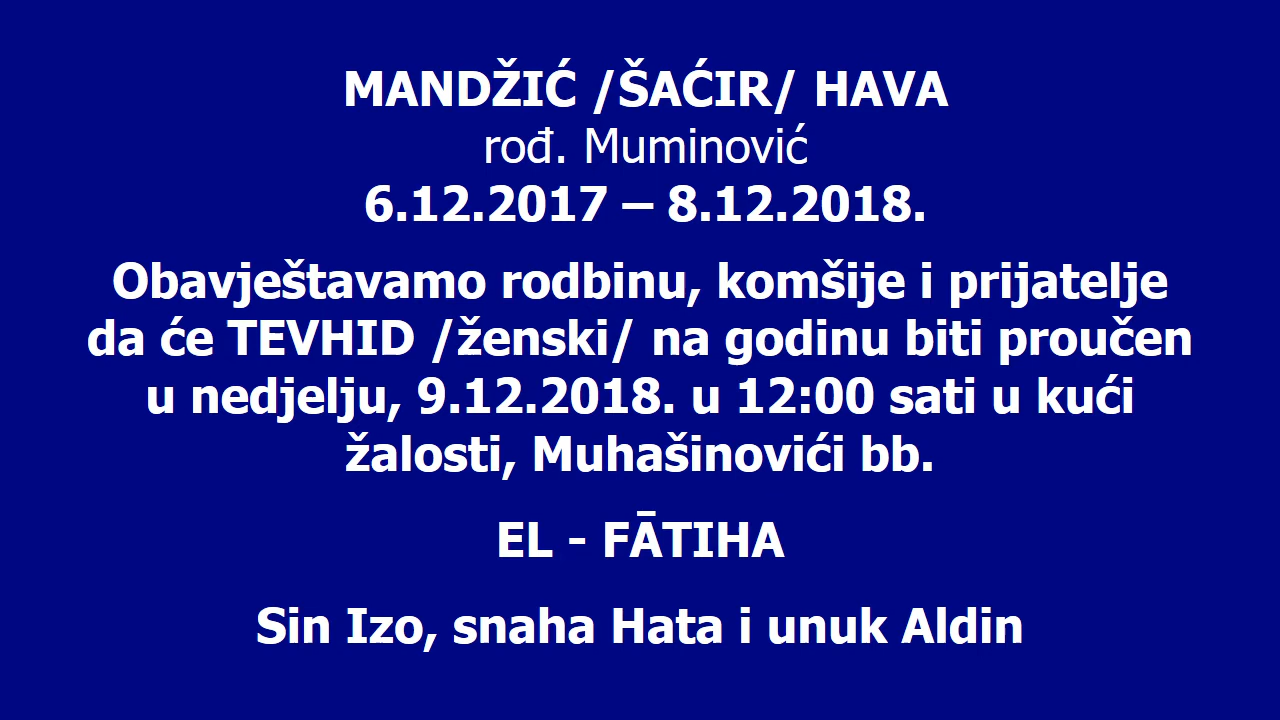 MANDŽIĆ /ŠAĆIR/ HAVA
rođ. Muminović
6.12.2017 – 8.12.2018.
Obavještavamo rodbinu, komšije i prijatelje
da će TEVHID /ženski/ na godinu biti proučen
u nedjelju, 9.12.2018. u 12:00 sati u kući
žalosti, Muhašinovići bb.
EL - FĀTIHA
Sin Izo, snaha Hata i unuk Aldin